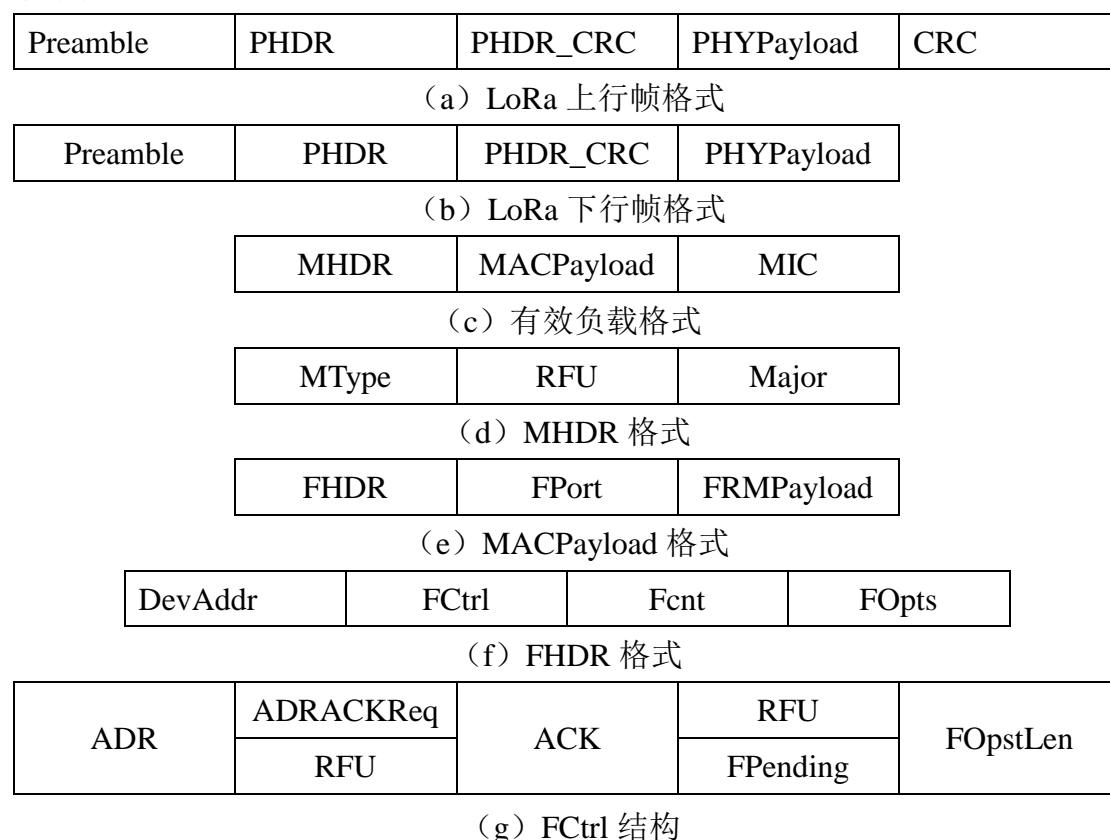 Preamble PHDR PHDR_CRC PHYPayload CRC
（a）LoRa 上行帧格式
Preamble PHDR PHDR_CRC PHYPayload
（b）LoRa 下行帧格式
MHDR MACPayload MIC
（c）有效负载格式
MType RFU Major
（d）MHDR 格式
FHDR FPort FRMPayload
（e）MACPayload 格式
DevAddr FCtrl Fcnt FOpts
（f）FHDR 格式
ADRACKReq RFU
ADR ACK FOpstLen
RFU FPending
（g）FCtrl 结构